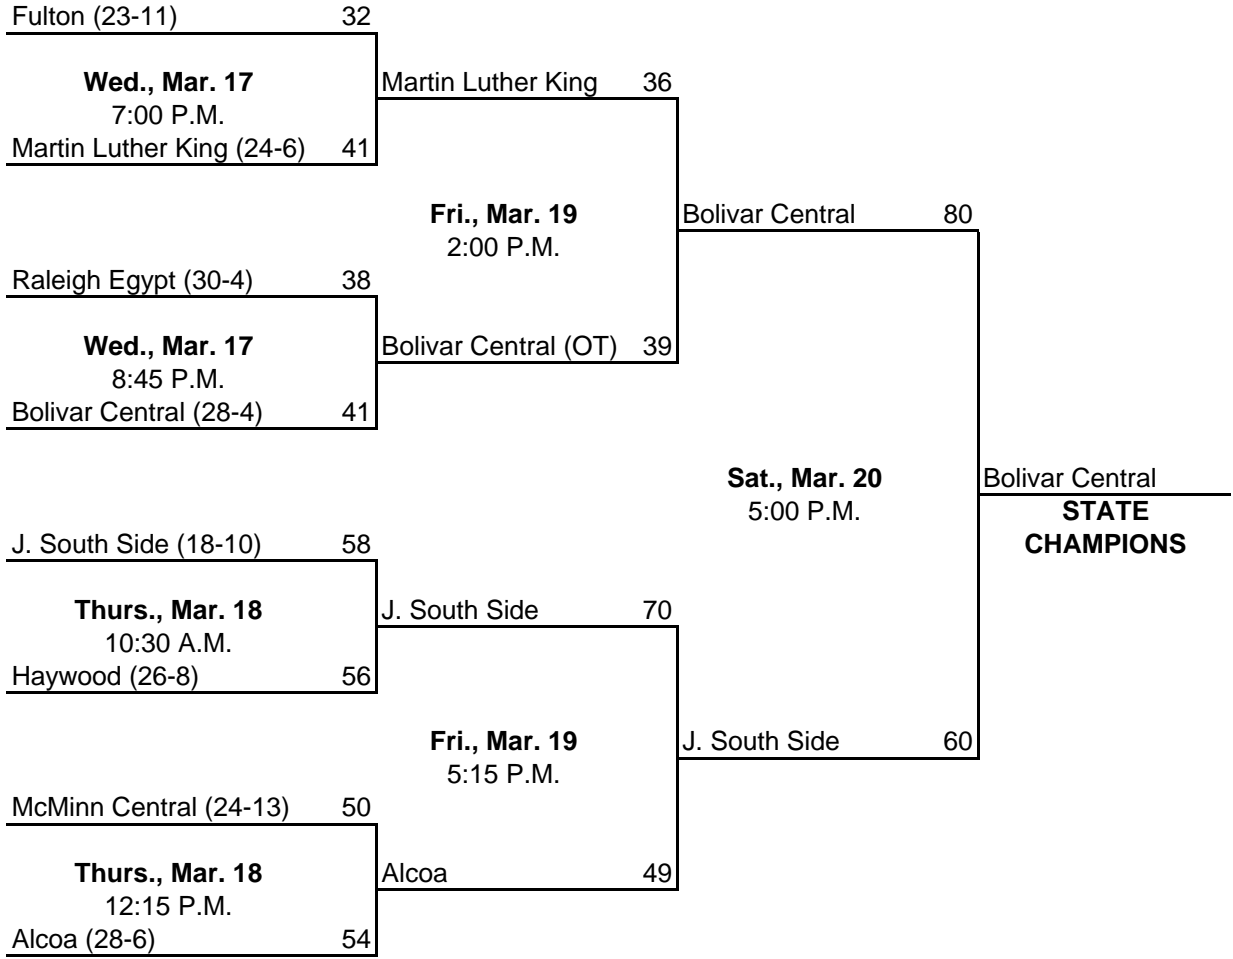 Fulton (23-11) 32
Wed., Mar. 17
7:00 P.M.
Martin Luther King (24-6) 41
Martin Luther King 36
Fri., Mar. 19
2:00 P.M.
Raleigh Egypt (30-4) 38
Wed., Mar. 17
8:45 P.M.
Bolivar Central (28-4) 41
Bolivar Central (OT) 39
Bolivar Central 80
Sat., Mar. 20
5:00 P.M.
Bolivar Central
STATE
CHAMPIONS
J. South Side (18-10) 58
Thurs., Mar. 18
10:30 A.M.
Haywood (26-8) 56
J. South Side 70
Fri., Mar. 19
5:15 P.M.
J. South Side 60
McMinn Central (24-13) 50
Thurs., Mar. 18
12:15 P.M.
Alcoa (28-6) 54
Alcoa 49